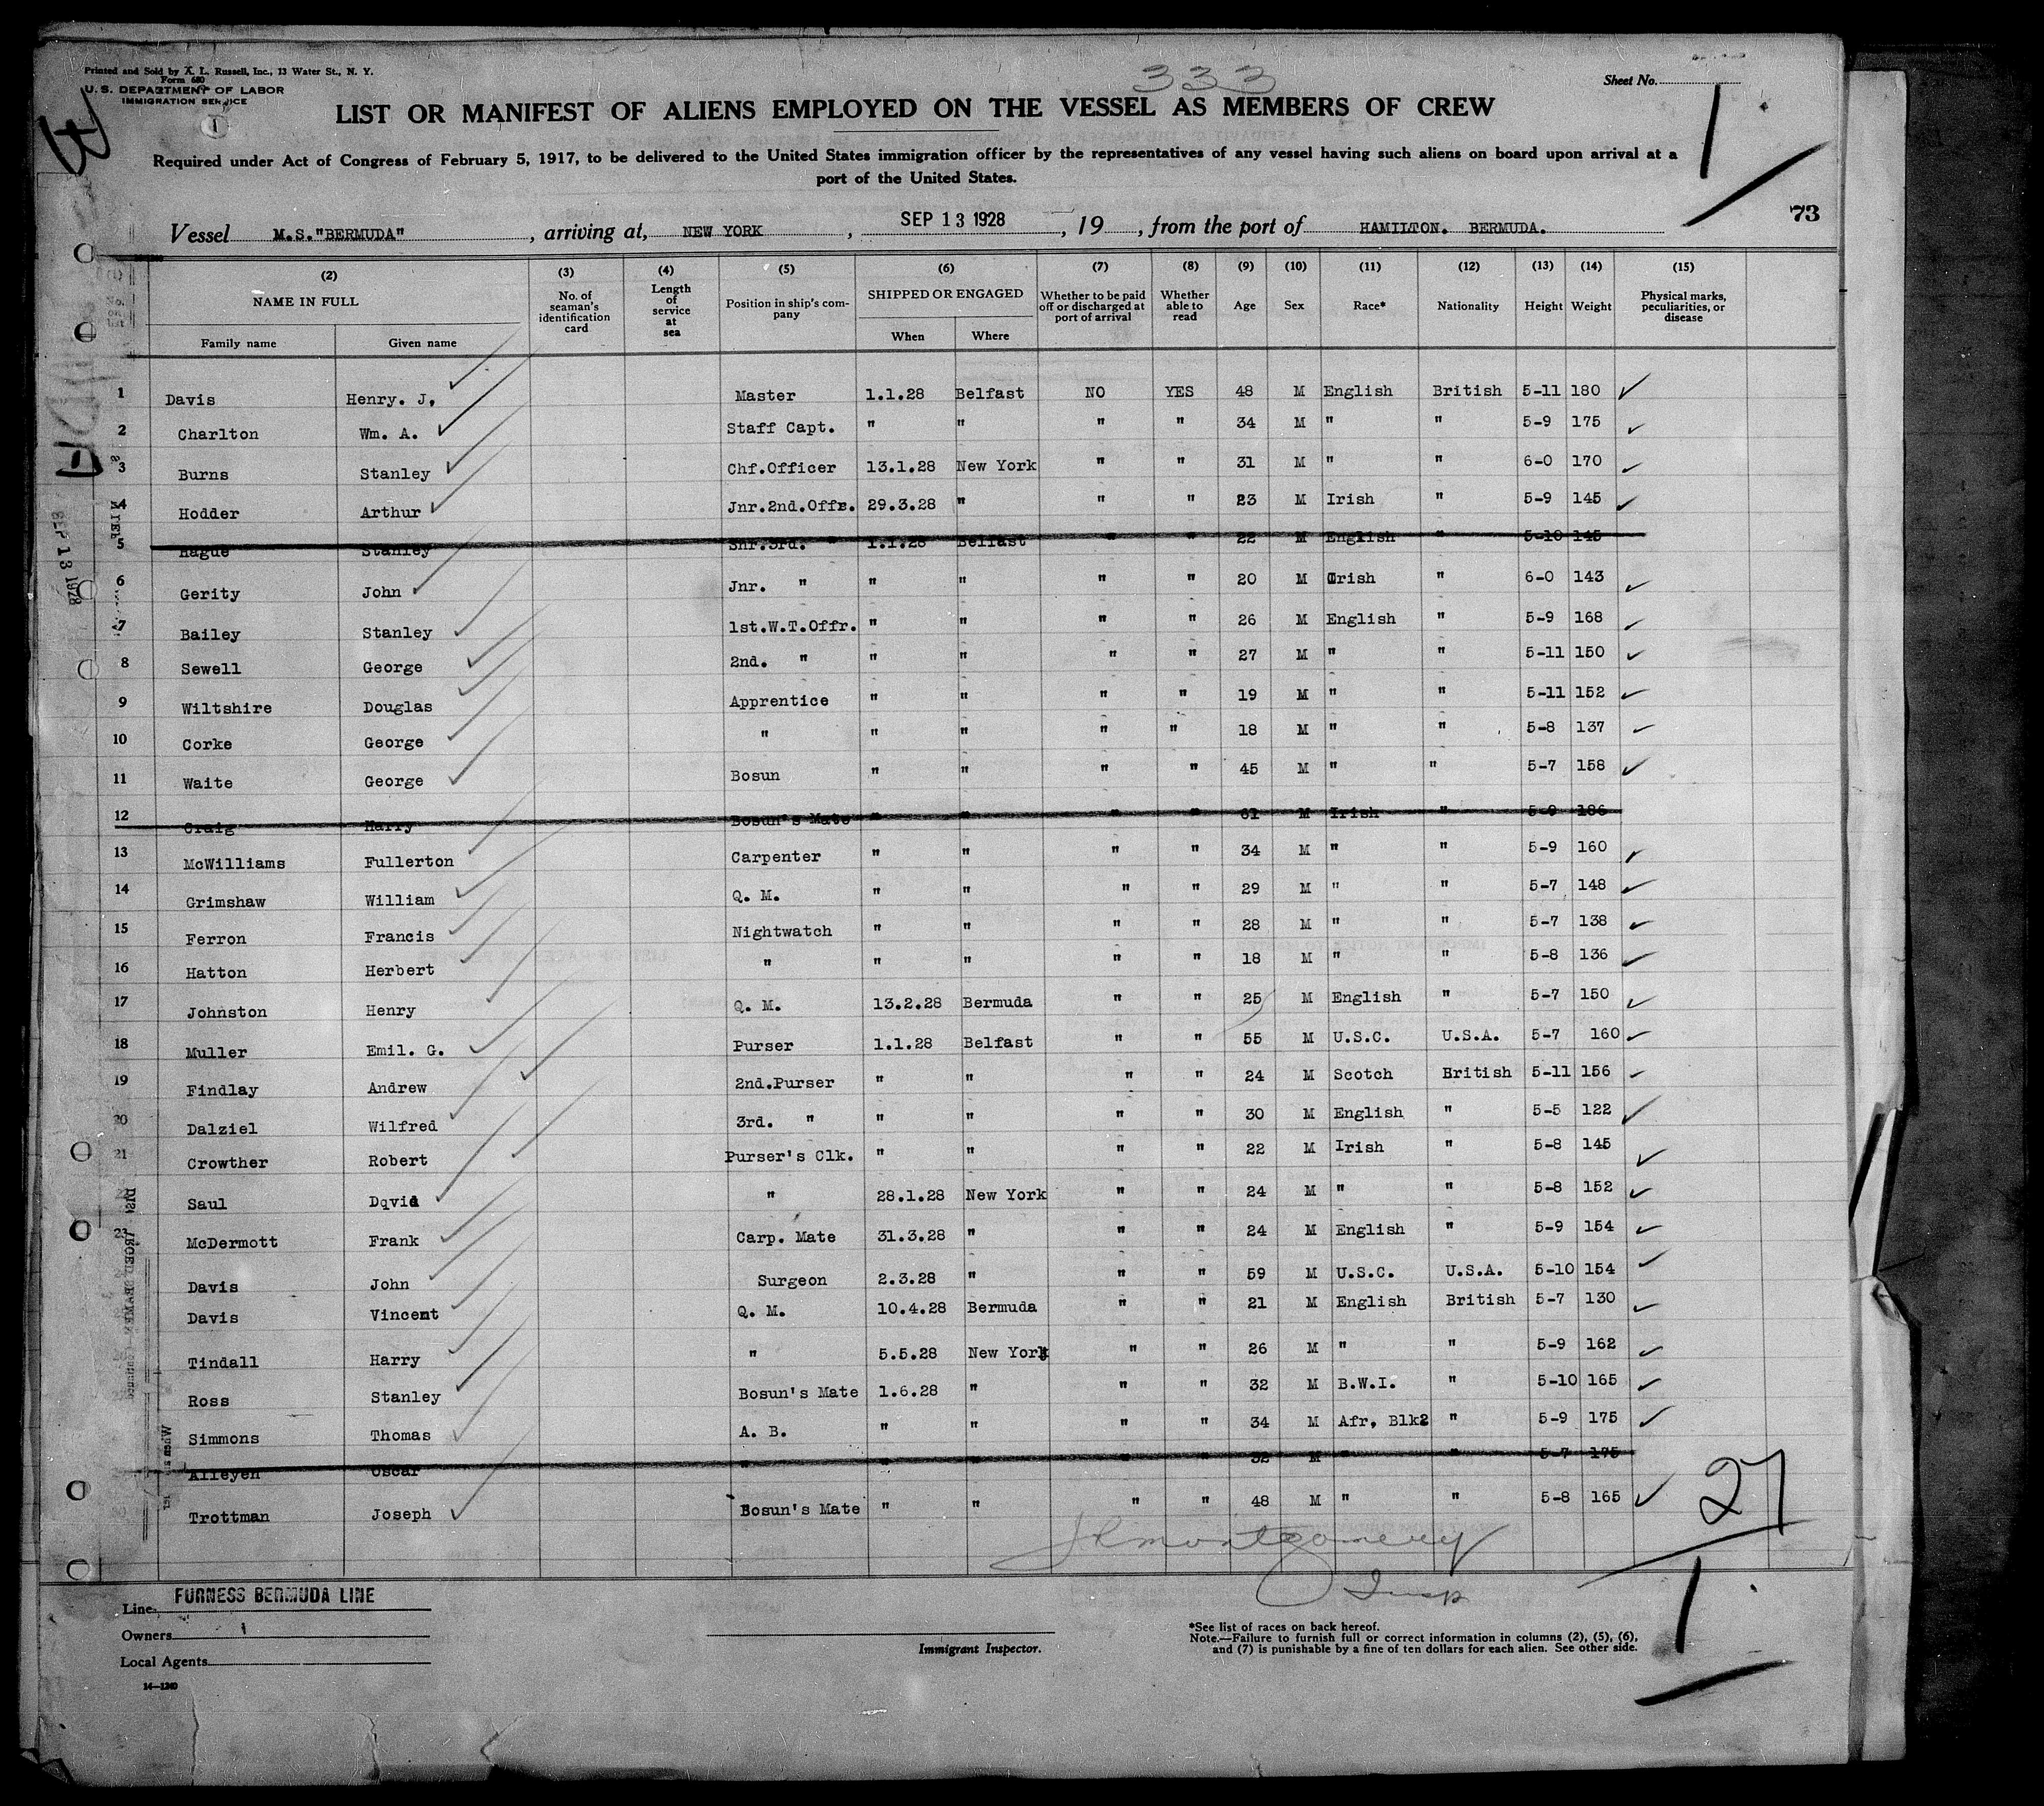 Printed and Sold by A. L. Russell, Inc., 13 Water St., N. Y.
Form 680
U. S. DEPARTMENT OF LABOR
IMMIGRATION SERVICE
1
333
Sheet No.
1
LIST OR MANIFEST OF ALIENS EMPLOYED ON THE VESSEL AS MEMBERS OF CREW
Required under Act of Congress of February 5, 1917, to be delivered to the United States immigration officer by the representatives of any vessel having such aliens on board upon arrival at a
port of the United States.
73
Vessel M.S."BERMUDA" , arriving at, NEW YORK , SEP 13 1928 , 19 , from the port of HAMILTON. BERMUDA.
(2) (3) (4) (5) (6) (7) (8) (9) (10) (11) (12) (13) (14) (15)
NAME IN FULL No. of seaman's identification card Length of service at sea Position in ship's company SHIPPED OR ENGAGED Whether to be paid off or discharged at port of arrival Whether able to read Age Sex Race* Nationality Height Weight Physical marks, peculiarities, or disease
Family name Given name When Where
1 Davis Henry. J, Master 1.1.28 Belfast NO YES 48 M English British 5-11 180
2 Charlton Wm. A. Staff Capt. " " " " 34 M " " 5-9 175
3 Burns Stanley Chf.Officer 13.1.28 New York " " 31 M " " 6-0 170
4 Hodder Arthur Jnr.2nd.Offr. 29.3.28 " " " 23 M Irish " 5-9 145
5 Hague Stanley Snr.3rd. " 1.1.28 Belfast " " 22 M English " 5-10 145
6 Gerity John Jnr. " " " " " 20 M Irish " 6-0 143
7 Bailey Stanley 1st.W.T.Offr. " " " " 26 M English " 5-9 168
8 Sewell George 2nd. " " " " " 27 M " " 5-11 150
9 Wiltshire Douglas Apprentice " " " " 19 M " " 5-11 152
10 Corke George " " " " " 18 M " " 5-8 137
11 Waite George Bosun " " " " 45 M " " 5-7 158
12 Craig Harry Bosun's Mate " " " " 61 M Irish " 5-9 186
13 McWilliams Fullerton Carpenter " " " " 34 M " " 5-9 160
14 Grimshaw William Q. M. " " " " 29 M " " 5-7 148
15 Ferron Francis Nightwatch " " " " 28 M " " 5-7 138
16 Hatton Herbert " " " " " 18 M " " 5-8 136
17 Johnston Henry Q. M. 13.2.28 Bermuda " " 25 M English " 5-7 150
18 Muller Emil. G. Purser 1.1.28 Belfast " " 55 M U.S.C. U.S.A. 5-7 160
19 Findlay Andrew 2nd.Purser " " " " 24 M Scotch British 5-11 156
20 Dalziel Wilfred 3rd. " " " " " 30 M English " 5-5 122
21 Crowther Robert Purser's Clk. " " " " 22 M Irish " 5-8 145
Saul Dqvid " 28.1.28 New York " " 24 M " " 5-8 152
23 McDermott Frank Carp. Mate 31.3.28 " " " 24 M English " 5-9 154
Davis John Surgeon 2.3.28 " " " 59 M U.S.C. U.S.A. 5-10 154
Davis Vincent Q. M. 10.4.28 Bermuda " " 21 M English British 5-7 130
Tindall Harry " 5.5.28 New York " " 26 M " " 5-9 162
Ross Stanley Bosun's Mate 1.6.28 " " " 32 M B.W.I. " 5-10 165
Simmons Thomas A. B. " " " " 34 M Afr, Blk2 " 5-9 175
Alleyen Oscar " " " " " 32 M " " 5-7 175
Trottman Joseph Bosun's Mate " " " " 48 M " " 5-8 165
27
1
JRMontgomery
Insp
Line FURNESS BERMUDA LINE
Owners
Local Agents
14—1240
Immigrant Inspector.
*See list of races on back hereof.
Note.—Failure to furnish full or correct information in columns (2), (5), (6),
and (7) is punishable by a fine of ten dollars for each alien. See other side.
SEP 13 1928